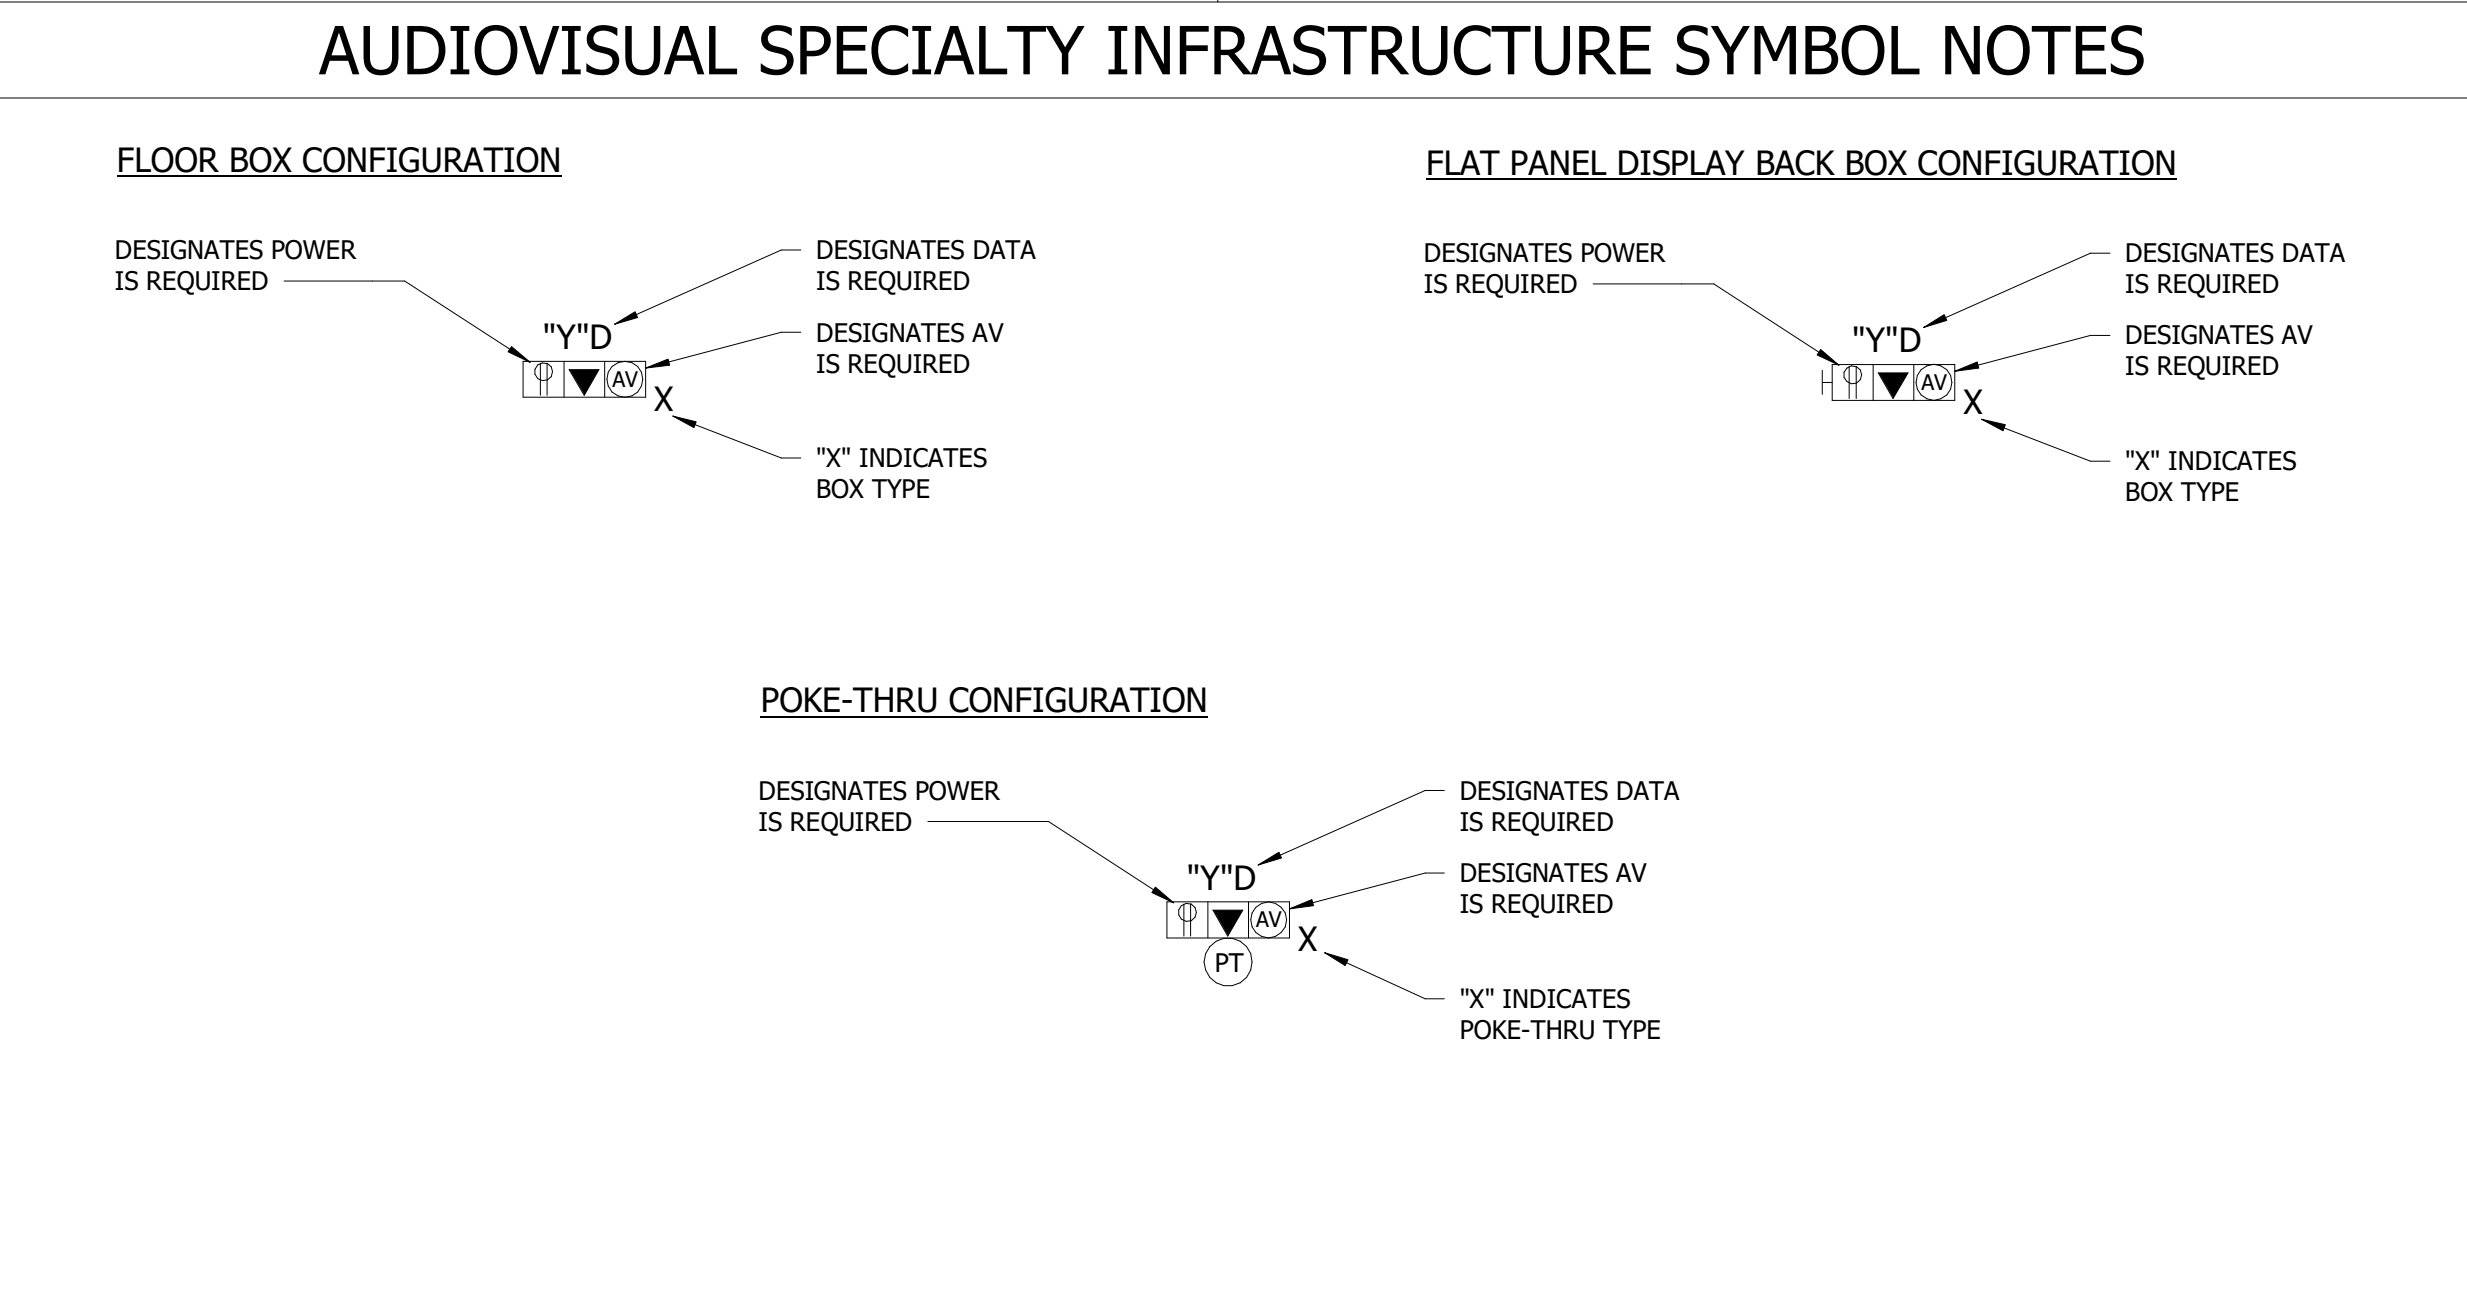 AUDIOVISUAL SPECIALTY INFRASTRUCTURE SYMBOL NOTES
FLOOR BOX CONFIGURATION
DESIGNATES POWER
IS REQUIRED
DESIGNATES DATA
IS REQUIRED
"Y"D
DESIGNATES AV
IS REQUIRED
AV
X
"X" INDICATES
BOX TYPE
FLAT PANEL DISPLAY BACK BOX CONFIGURATION
DESIGNATES POWER
IS REQUIRED
DESIGNATES DATA
IS REQUIRED
"Y"D
DESIGNATES AV
IS REQUIRED
AV
X
"X" INDICATES
BOX TYPE
POKE-THRU CONFIGURATION
DESIGNATES POWER
IS REQUIRED
DESIGNATES DATA
IS REQUIRED
"Y"D
DESIGNATES AV
IS REQUIRED
AV
X
PT
"X" INDICATES
POKE-THRU TYPE